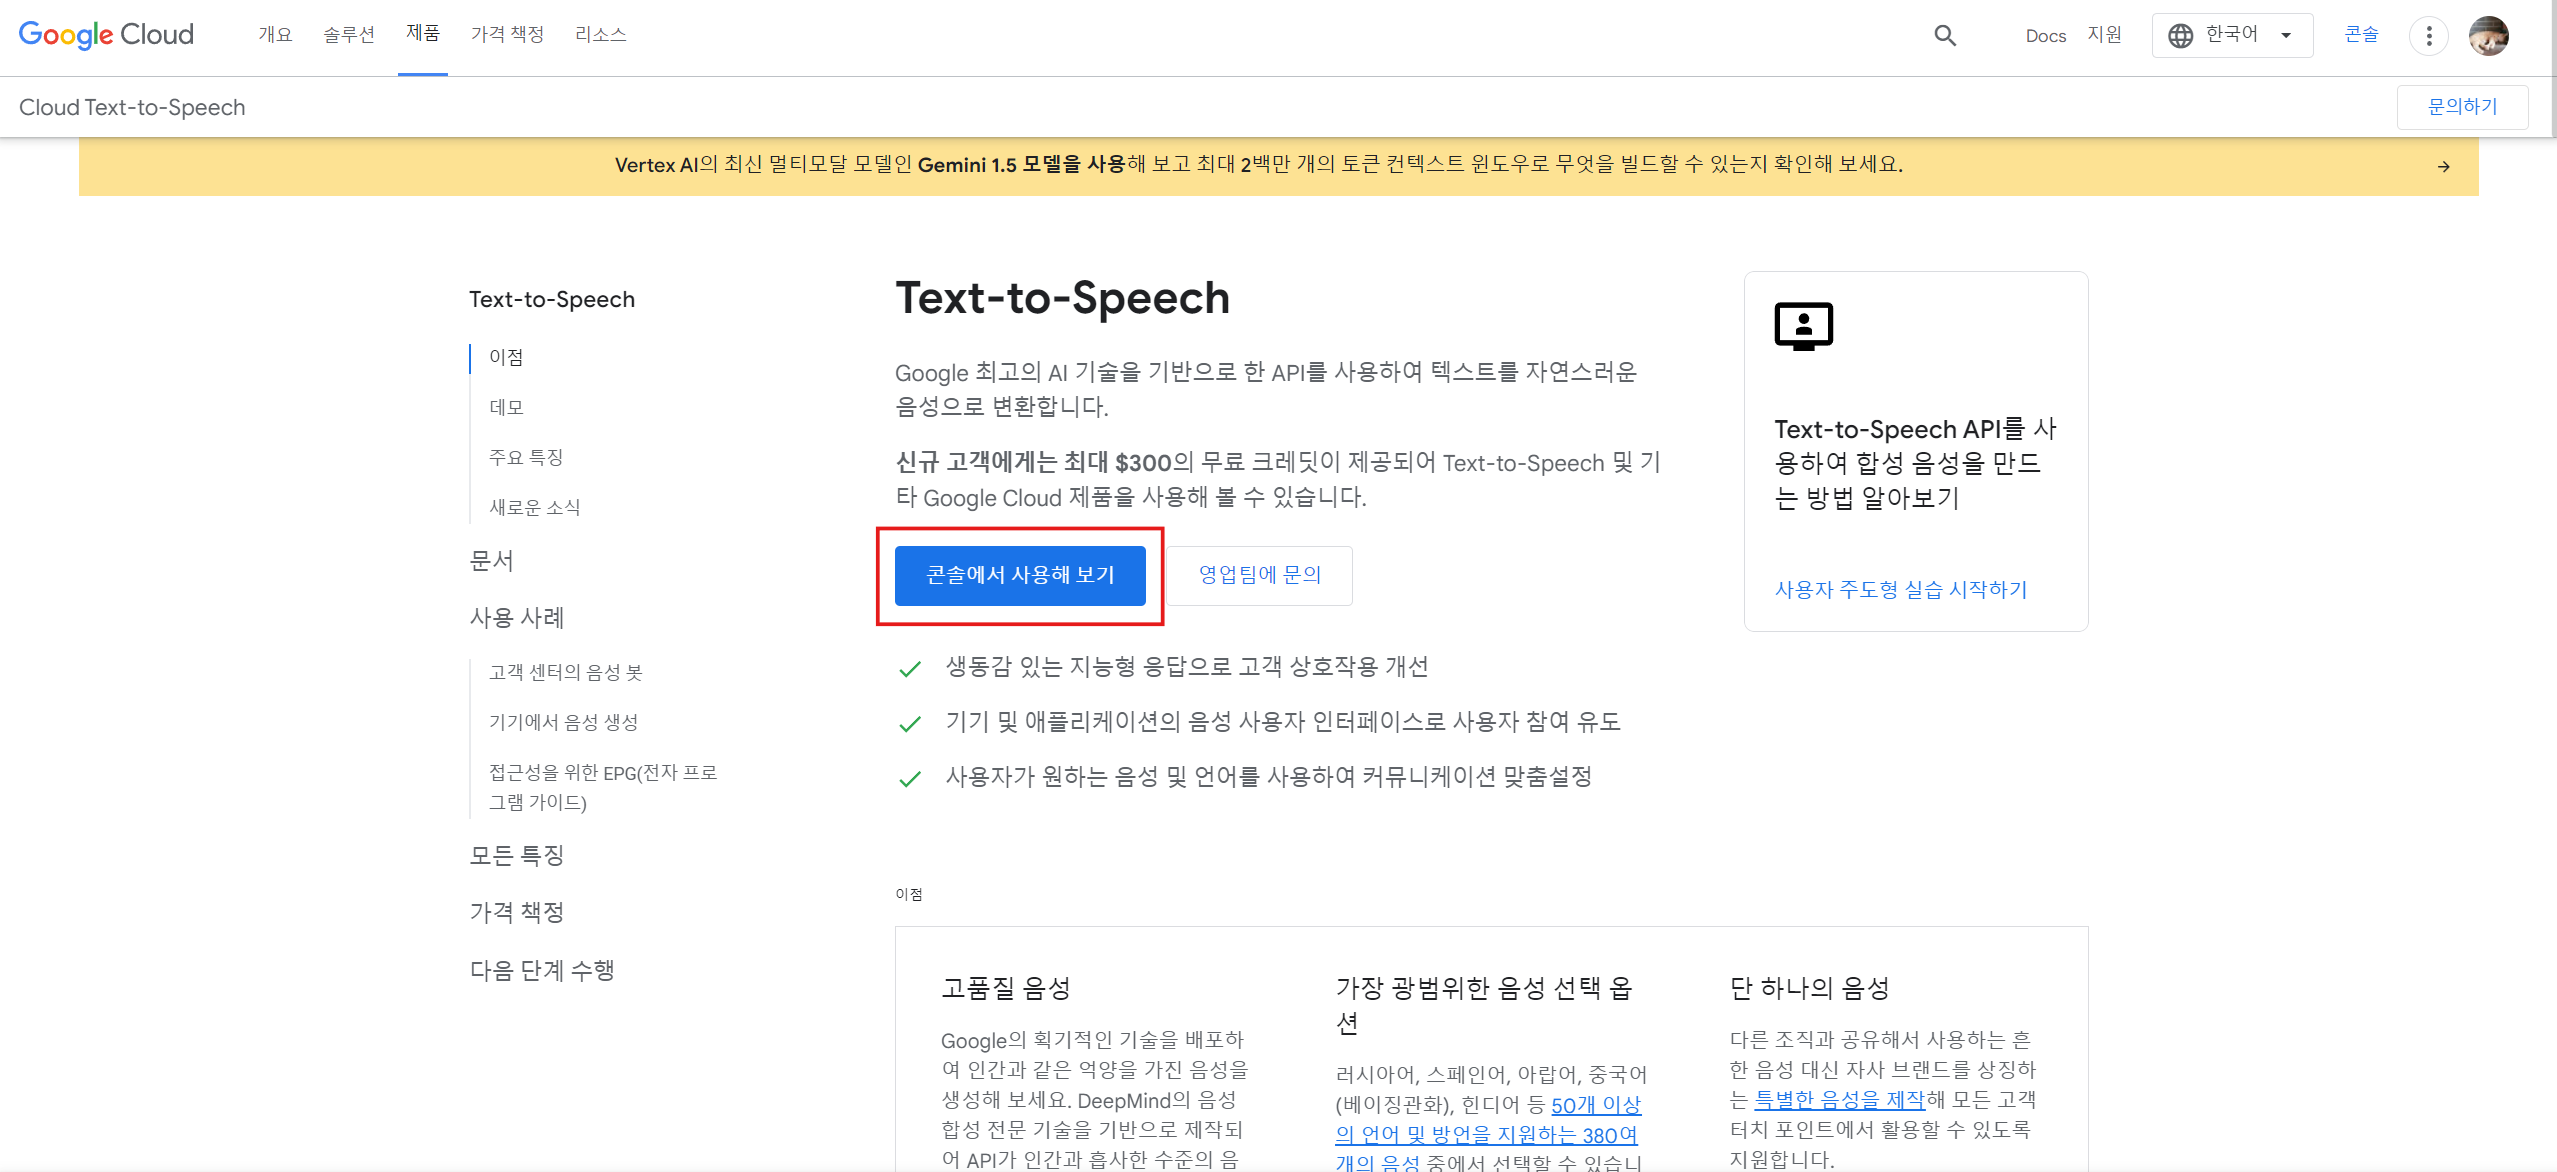 Google Cloud 개요 솔루션 제품 가격 책정 리소스 Docs 지원 한국어 콘솔
Cloud Text-to-Speech 문의하기
Vertex AI의 최신 멀티모달 모델인 Gemini 1.5 모델을 사용해 보고 최대 2백만 개의 토큰 컨텍스트 윈도우로 무엇을 빌드할 수 있는지 확인해 보세요.
Text-to-Speech
이점
데모
주요 특징
새로운 소식
문서
사용 사례
고객 센터의 음성 봇
기기에서 음성 생성
접근성을 위한 EPG(전자 프로
그램 가이드)
모든 특징
가격 책정
다음 단계 수행
Text-to-Speech
Google 최고의 AI 기술을 기반으로 한 API를 사용하여 텍스트를 자연스러운
음성으로 변환합니다.
신규 고객에게는 최대 $300의 무료 크레딧이 제공되어 Text-to-Speech 및 기
타 Google Cloud 제품을 사용해 볼 수 있습니다.
콘솔에서 사용해 보기 영업팀에 문의
생동감 있는 지능형 응답으로 고객 상호작용 개선
기기 및 애플리케이션의 음성 사용자 인터페이스로 사용자 참여 유도
사용자가 원하는 음성 및 언어를 사용하여 커뮤니케이션 맞춤설정
Text-to-Speech API를 사
용하여 합성 음성을 만드
는 방법 알아보기
사용자 주도형 실습 시작하기
이점
고품질 음성
Google의 획기적인 기술을 배포하
여 인간과 같은 억양을 가진 음성을
생성해 보세요. DeepMind의 음성
합성 전문 기술을 기반으로 제작되
어 API가 인간과 흡사한 수준의 음
가장 광범위한 음성 선택 옵
션
러시아어, 스페인어, 아랍어, 중국어
(베이징관화), 힌디어 등 50개 이상
의 언어 및 방언을 지원하는 380여
개의 음성 중에서 선택할 수 있습니
단 하나의 음성
다른 조직과 공유해서 사용하는 흔
한 음성 대신 자사 브랜드를 상징하
는 특별한 음성을 제작해 모든 고객
터치 포인트에서 활용할 수 있도록
지원합니다.